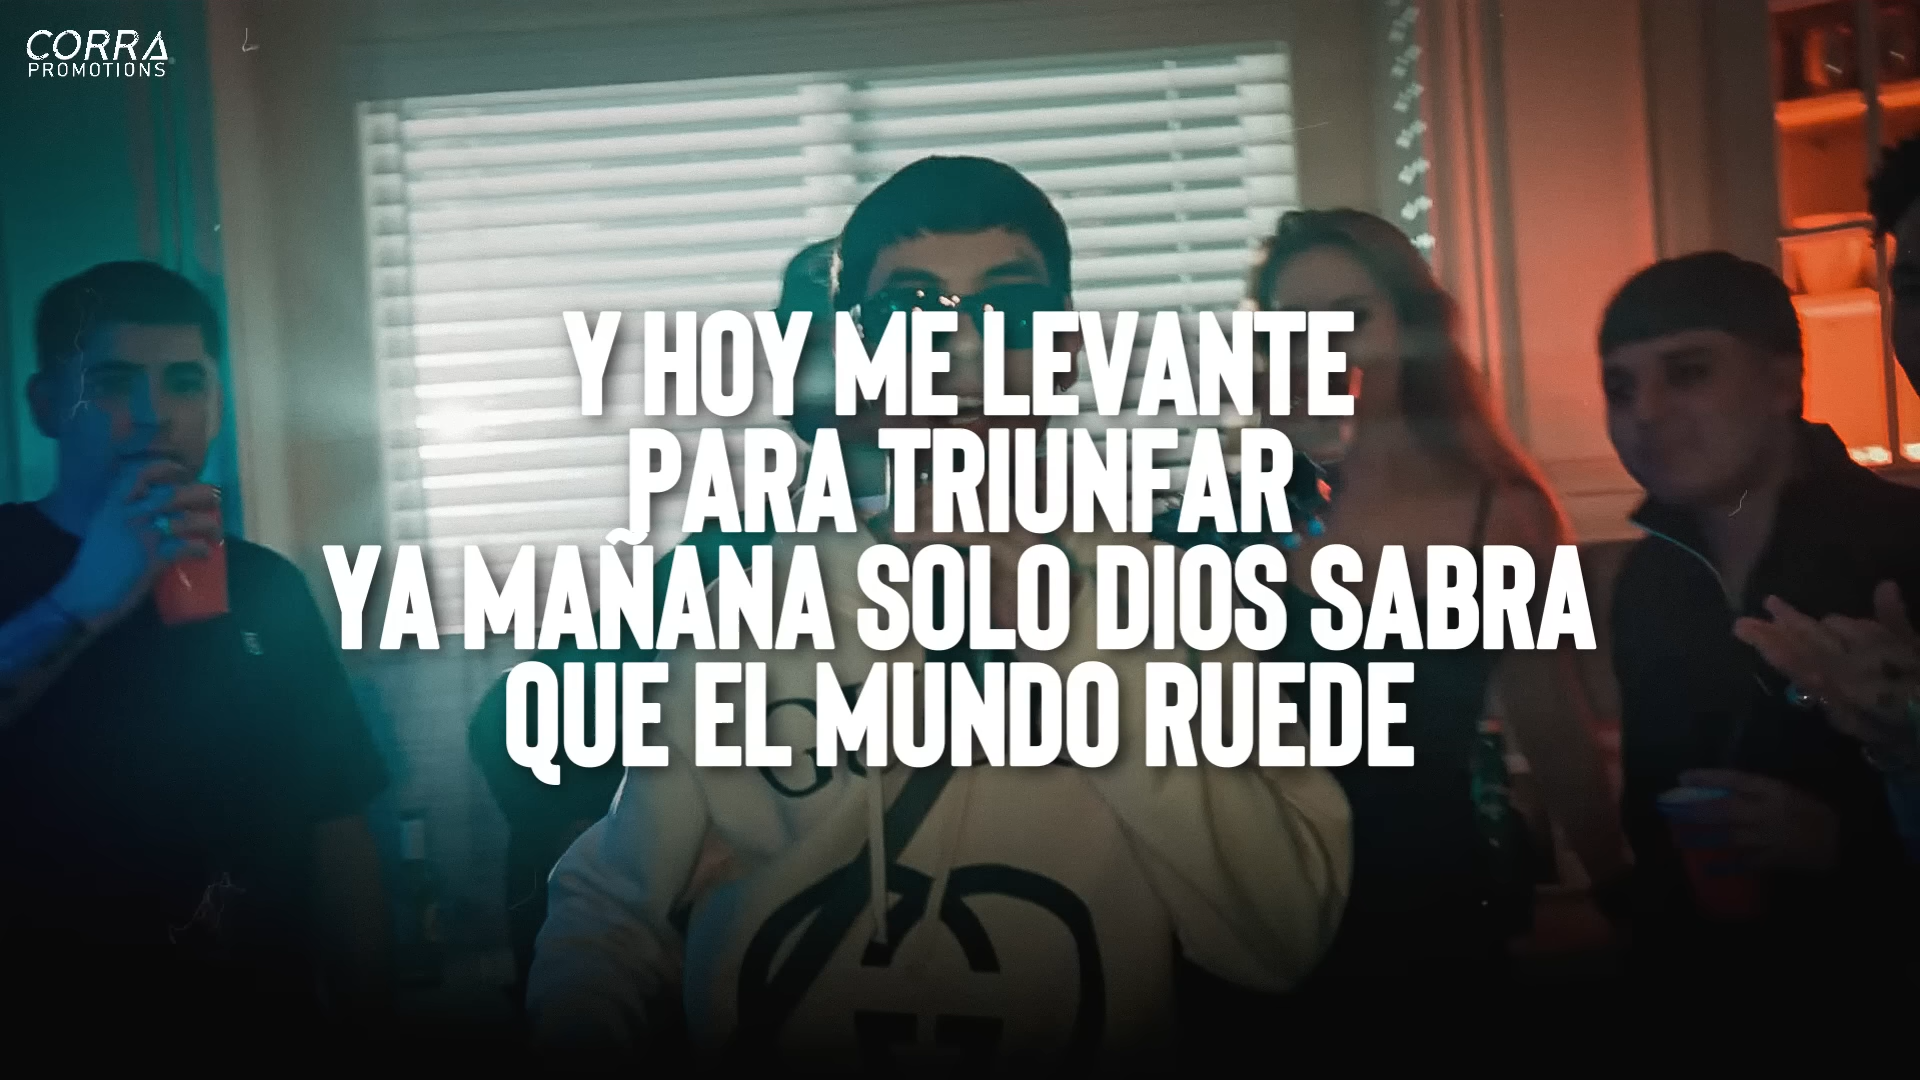 CORRA
PROMOTIONS
Y HOY ME LEVANTE
PARA TRIUNFAR
YA MAÑANA SOLO DIOS SABRA
QUE EL MUNDO RUEDE